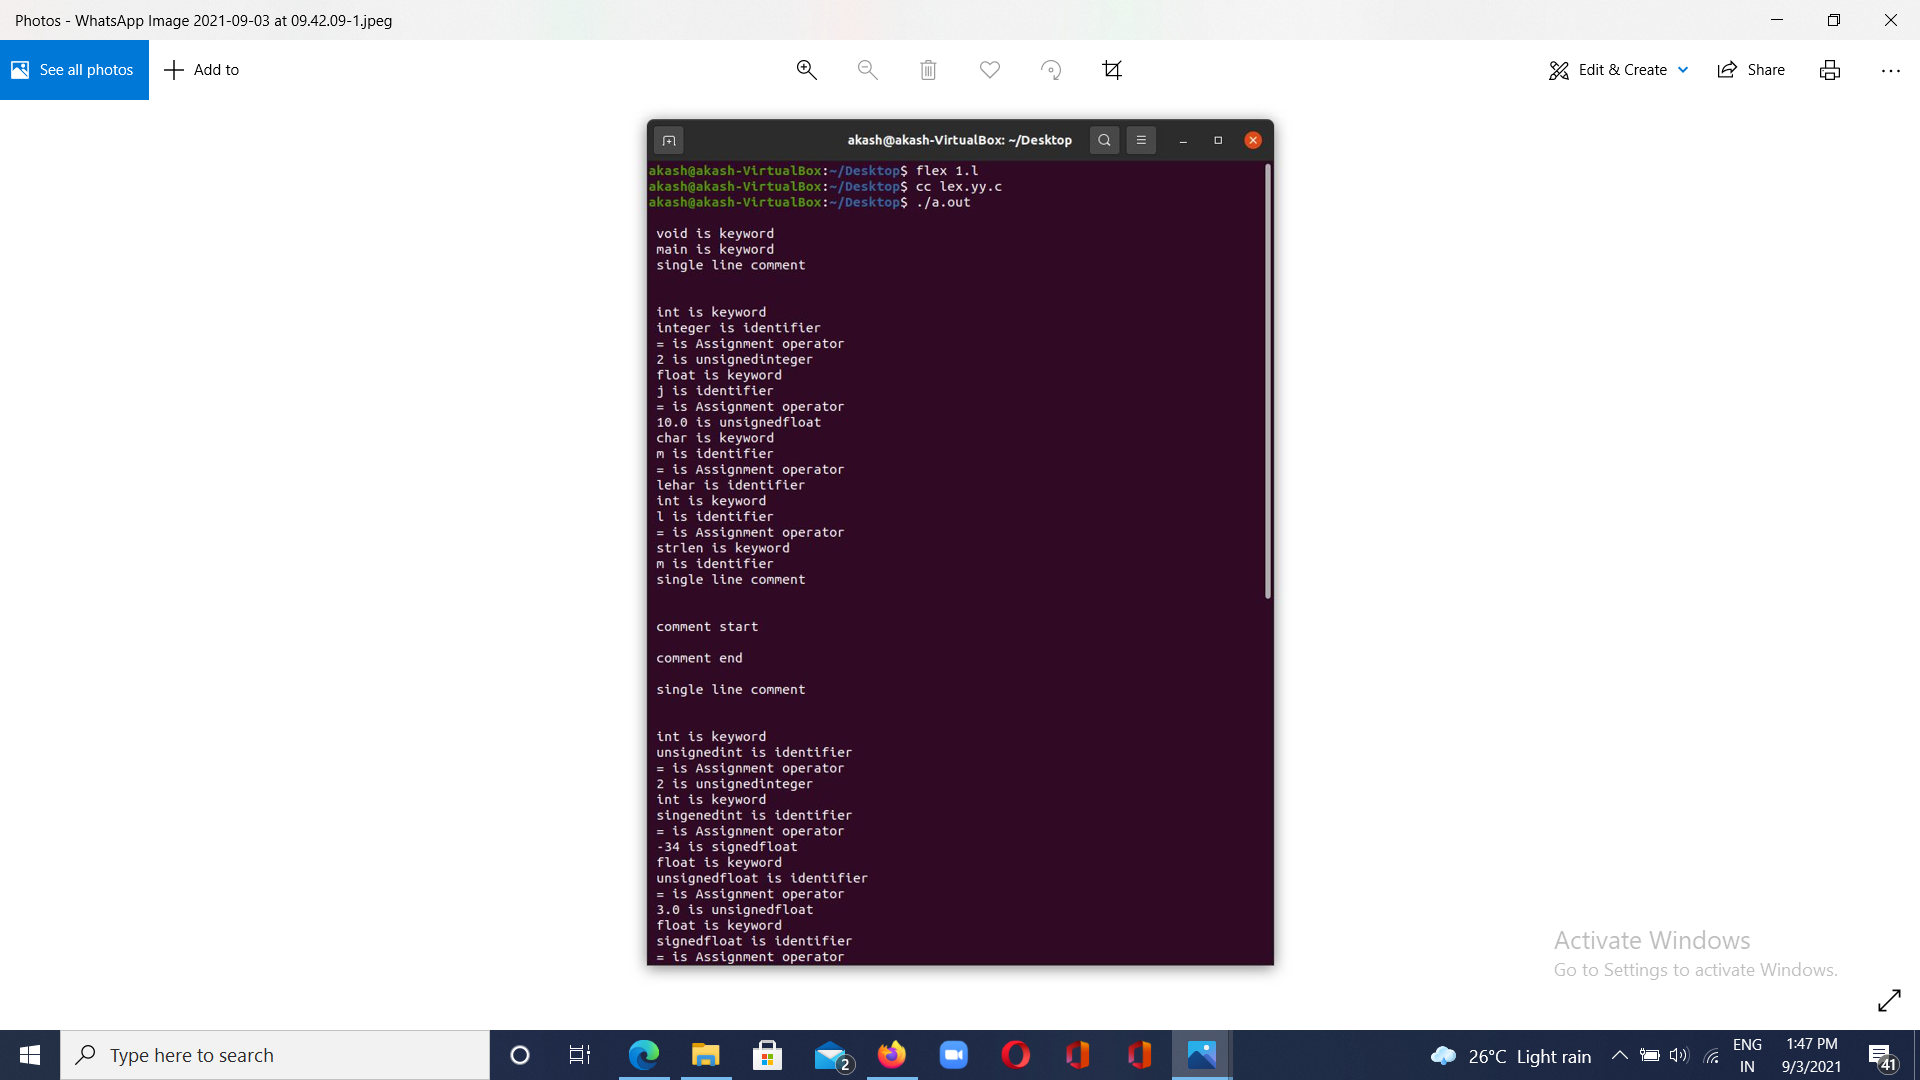 Photos - WhatsApp Image 2021-09-03 at 09.42.09-1.jpeg
See all photos
Add to
Edit & Create
Share
akash@akash-VirtualBox: ~/Desktop
akash@akash-VirtualBox:~/Desktop$ flex 1.l
akash@akash-VirtualBox:~/Desktop$ cc lex.yy.c
akash@akash-VirtualBox:~/Desktop$ ./a.out
void is keyword
main is keyword
single line comment
int is keyword
integer is identifier
= is Assignment operator
2 is unsignedinteger
float is keyword
j is identifier
= is Assignment operator
10.0 is unsignedfloat
char is keyword
m is identifier
= is Assignment operator
lehar is identifier
int is keyword
l is identifier
= is Assignment operator
strlen is keyword
m is identifier
single line comment
comment start
comment end
single line comment
int is keyword
unsignedint is identifier
= is Assignment operator
2 is unsignedinteger
int is keyword
singenedint is identifier
= is Assignment operator
-34 is signedfloat
float is keyword
unsignedfloat is identifier
= is Assignment operator
3.0 is unsignedfloat
float is keyword
signedfloat is identifier
= is Assignment operator
Activate Windows
Go to Settings to activate Windows.
Type here to search
2
26°C Light rain
ENG
IN
1:47 PM
9/3/2021
41